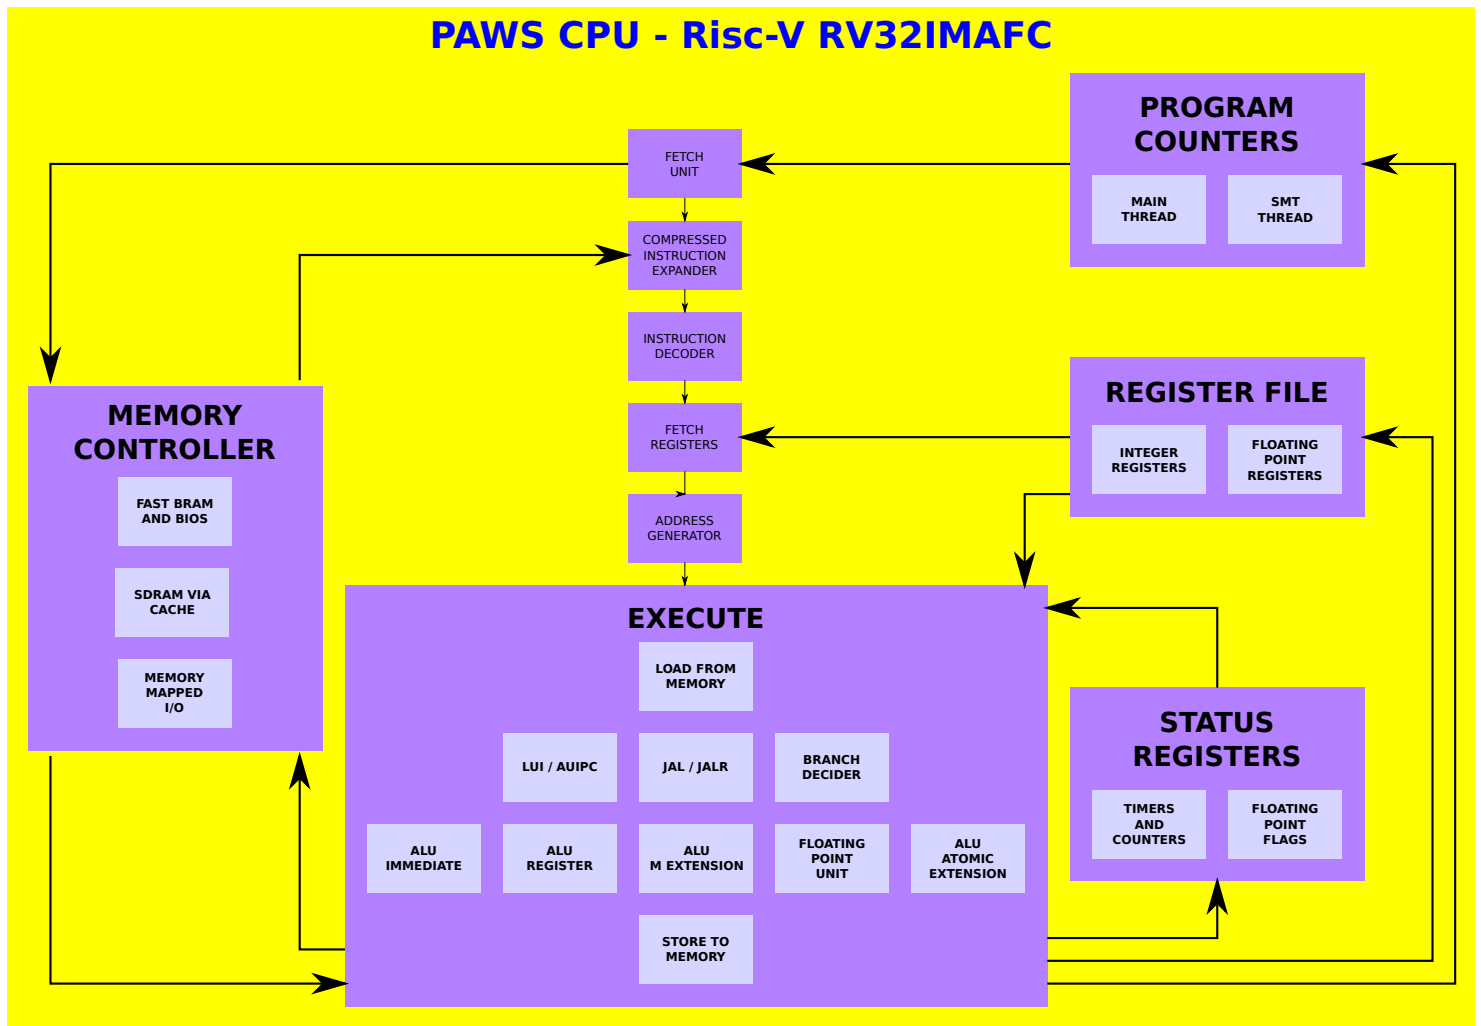 PAWS CPU - Risc-V RV32IMAFC
PROGRAM
COUNTERS
MAIN
THREAD
SMT
THREAD
FETCH
UNIT
COMPRESSED
INSTRUCTION
EXPANDER
INSTRUCTION
DECODER
FETCH
REGISTERS
ADDRESS
GENERATOR
REGISTER FILE
INTEGER
REGISTERS
FLOATING
POINT
REGISTERS
MEMORY
CONTROLLER
FAST BRAM
AND BIOS
SDRAM VIA
CACHE
MEMORY
MAPPED
I/O
EXECUTE
LOAD FROM
MEMORY
LUI / AUIPC
JAL / JALR
BRANCH
DECIDER
ALU
IMMEDIATE
ALU
REGISTER
ALU
M EXTENSION
FLOATING
POINT
UNIT
ALU
ATOMIC
EXTENSION
STORE TO
MEMORY
STATUS
REGISTERS
TIMERS
AND
COUNTERS
FLOATING
POINT
FLAGS